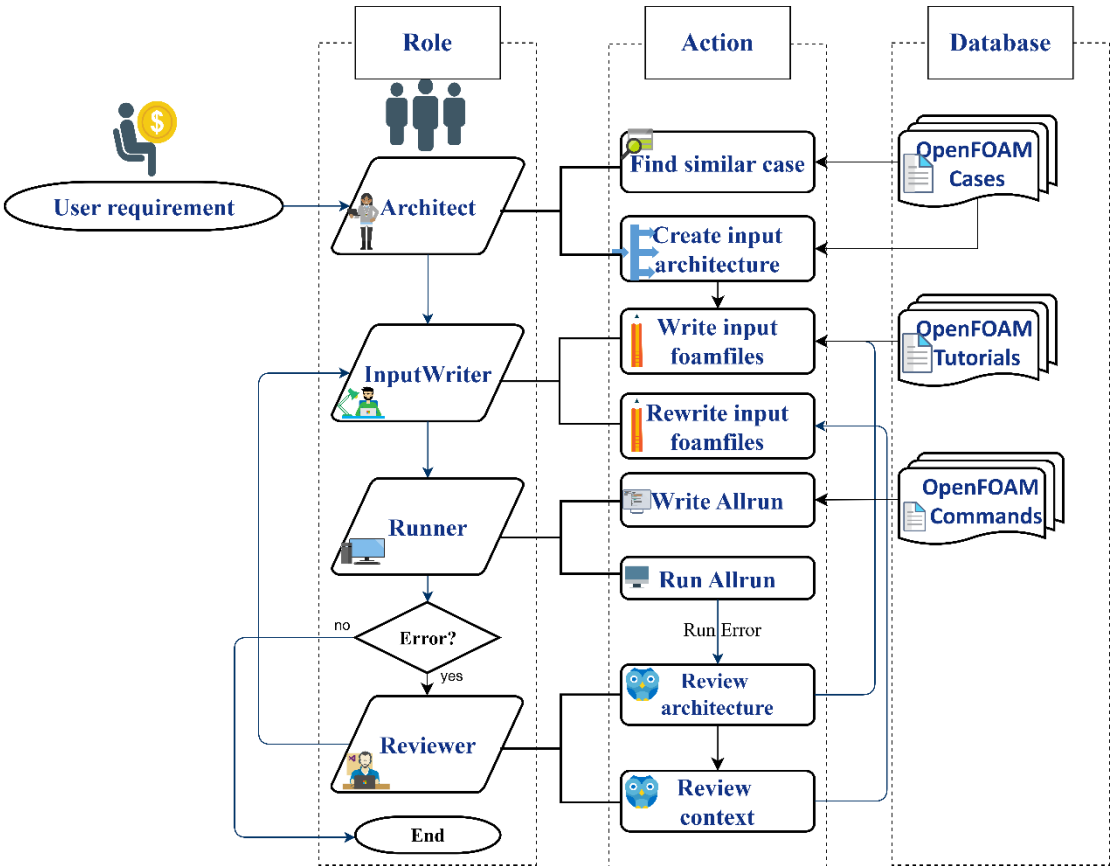 Role
Action
Database
$
User requirement
Architect
Find similar case
OpenFOAM
Cases
Create input
architecture
InputWriter
Write input
foamfiles
OpenFOAM
Tutorials
Rewrite input
foamfiles
Runner
Write Allrun
OpenFOAM
Commands
Run Allrun
no
Error?
Run Error
yes
Reviewer
Review
architecture
Review
context
End